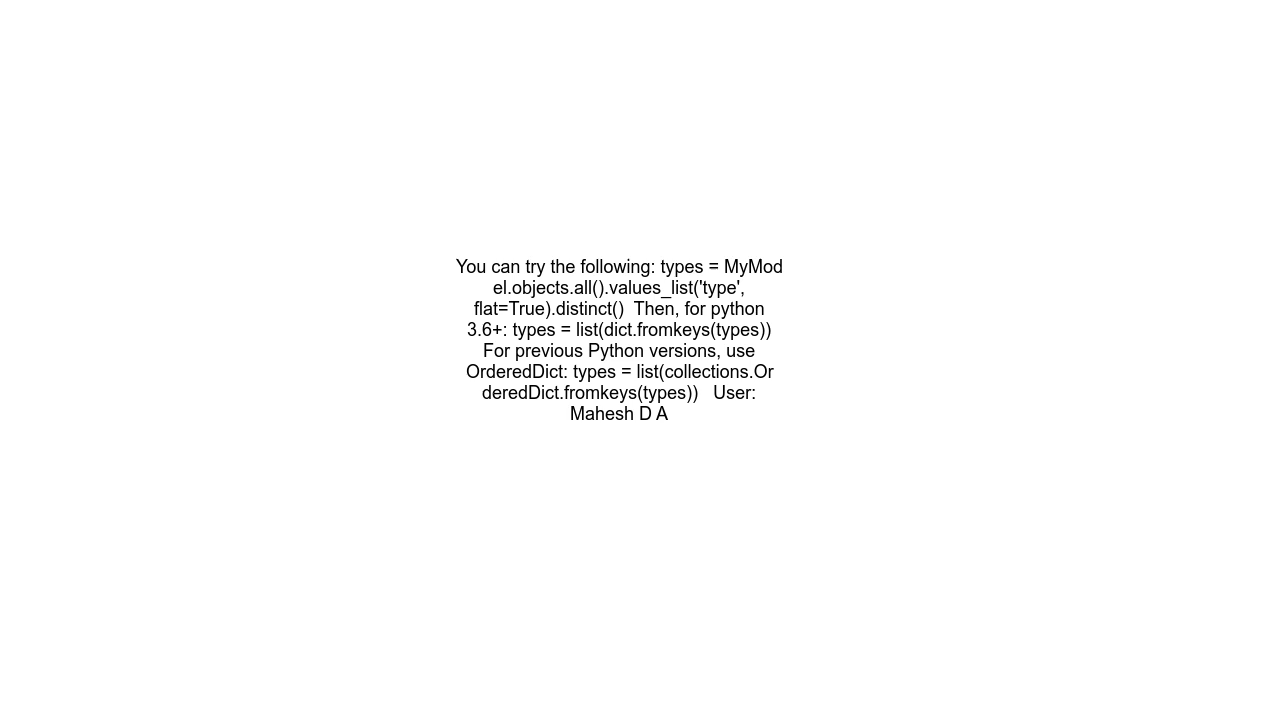 You can try the following: types = MyMod
el.objects.all().values_list('type',
flat=True).distinct()  Then, for python
3.6+: types = list(dict.fromkeys(types))
For previous Python versions, use
OrderedDict: types = list(collections.Or
deredDict.fromkeys(types))   User:
Mahesh D A